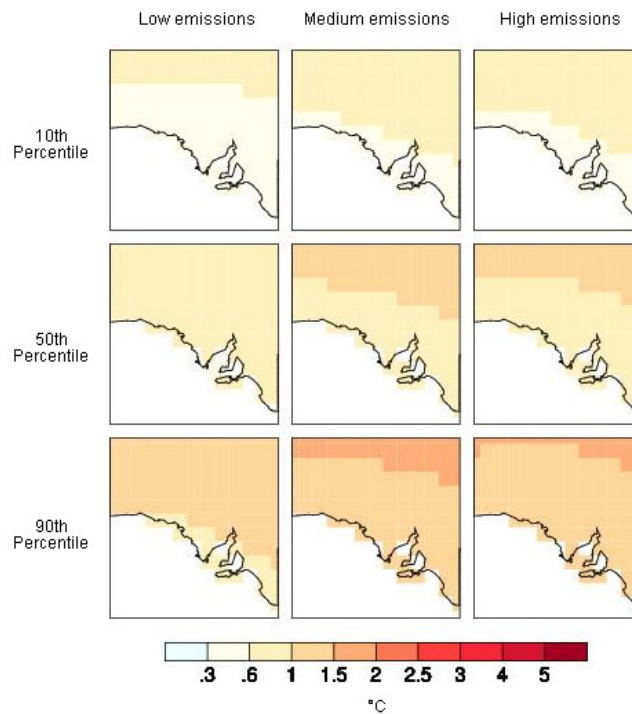 Low emissions Medium emissions High emissions
10th
Percentile
50th
Percentile
90th
Percentile
.3 .6 1 1.5 2 2.5 3 4 5
°C